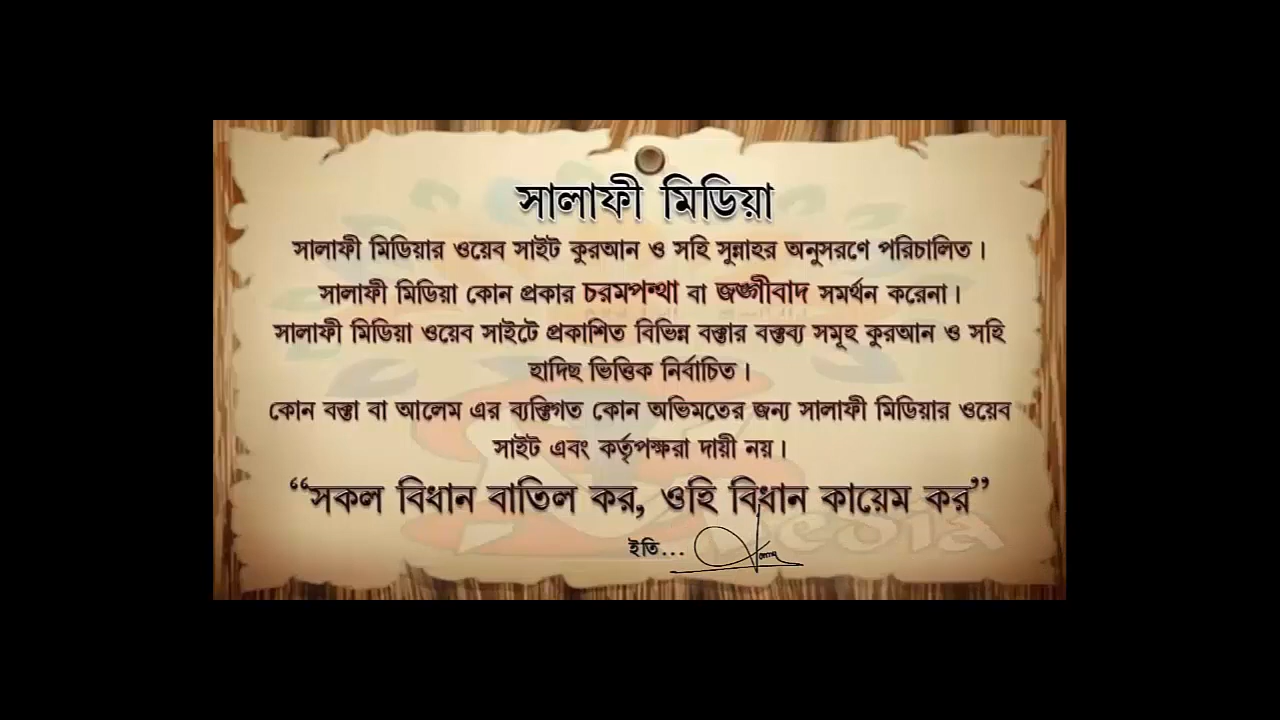 সালাফী মিডিয়া
সালাফী মিডিয়ার ওয়েব সাইট কুরআন ও সহি সুন্নাহর অনুসরণে পরিচালিত।
সালাফী মিডিয়া কোন প্রকার চরমপন্থা বা জঙ্গীবাদ সমর্থন করেনা।
সালাফী মিডিয়া ওয়েব সাইটে প্রকাশিত বিভিন্ন বক্তার বক্তব্য সমূহ কুরআন ও সহি
হাদিছ ভিত্তিক নির্বাচিত।
কোন বক্তা বা আলেম এর ব্যক্তিগত কোন অভিমতের জন্য সালাফী মিডিয়ার ওয়েব
সাইট এবং কর্তৃপক্ষরা দায়ী নয়।
“সকল বিধান বাতিল কর, ওহি বিধান কায়েম কর”
ইতি...